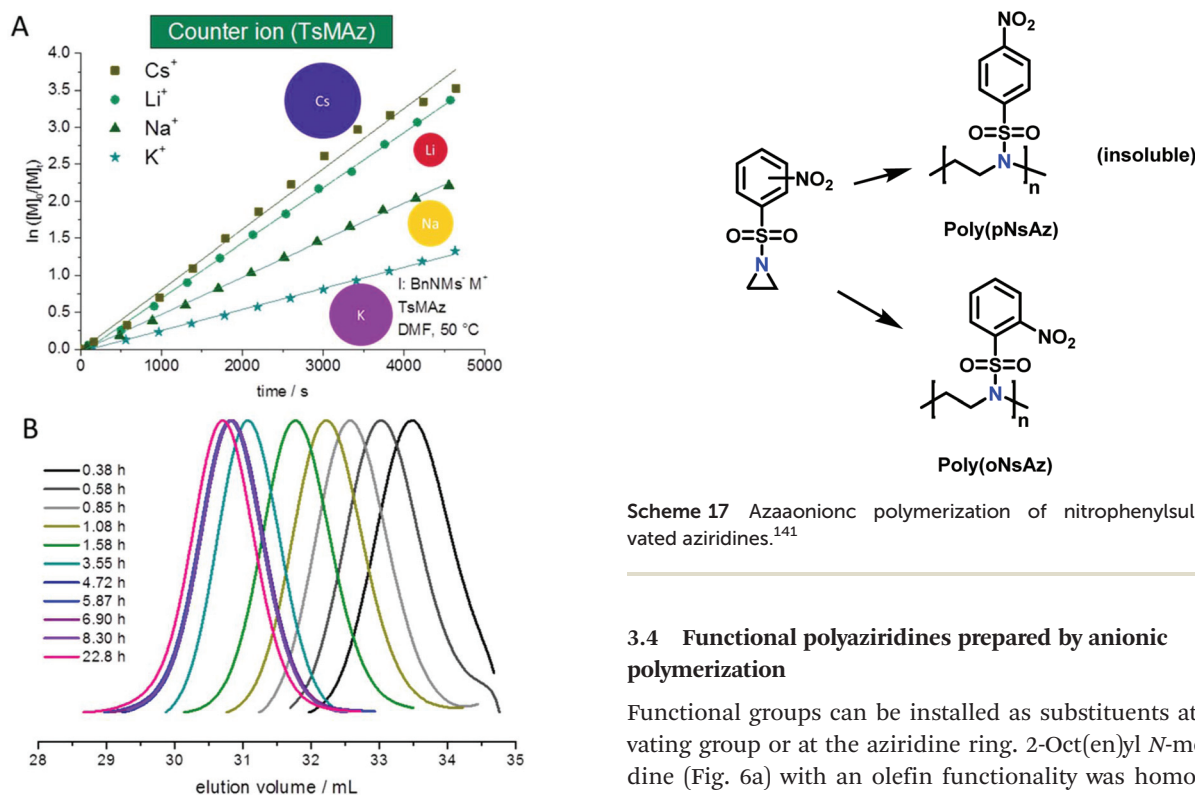 A
Counter ion (TsMAz)
Cs⁺
Li⁺
Na⁺
K⁺
Cs
Li
Na
K
I: BnNMs⁻ M⁺
TsMAz
DMF, 50 °C
ln ([M]₀/[M]ₜ)
4.0
3.5
3.0
2.5
2.0
1.5
1.0
0.5
0.0
0 1000 2000 3000 4000 5000
time / s
B
0.38 h
0.58 h
0.85 h
1.08 h
1.58 h
3.55 h
4.72 h
5.87 h
6.90 h
8.30 h
22.8 h
28 29 30 31 32 33 34 35
elution volume / mL
NO₂
O=S=O
N
NO₂
O=S=O
N
n
(insoluble)
Poly(pNsAz)
NO₂
O=S=O
N
n
Poly(oNsAz)
Scheme 17 Azaaonionc polymerization of nitrophenylsul
vated aziridines.¹⁴¹
3.4 Functional polyaziridines prepared by anionic
polymerization
Functional groups can be installed as substituents at
vating group or at the aziridine ring. 2-Oct(en)yl N-me
dine (Fig. 6a) with an olefin functionality was homo